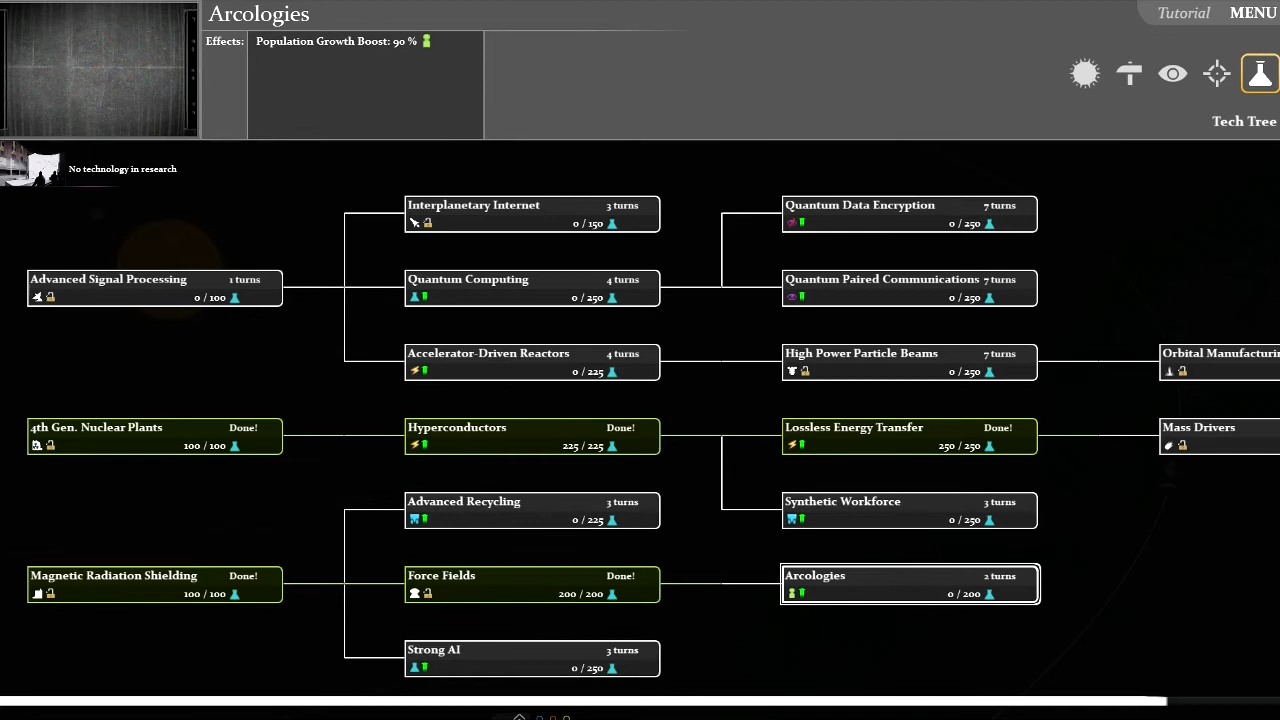 Arcologies
Tutorial MENU
Effects: Population Growth Boost: 90 %
Tech Tree
No technology in research
Interplanetary Internet 3 turns
0 / 150
Quantum Data Encryption 7 turns
0 / 250
Advanced Signal Processing 1 turns
0 / 100
Quantum Computing 4 turns
0 / 250
Quantum Paired Communications 7 turns
0 / 250
Accelerator-Driven Reactors 4 turns
0 / 225
High Power Particle Beams 7 turns
0 / 250
Orbital Manufacturin
4th Gen. Nuclear Plants Done!
100 / 100
Hyperconductors Done!
225 / 225
Lossless Energy Transfer Done!
250 / 250
Mass Drivers
Advanced Recycling 3 turns
0 / 225
Synthetic Workforce 3 turns
0 / 250
Magnetic Radiation Shielding Done!
100 / 100
Force Fields Done!
200 / 200
Arcologies 2 turns
0 / 200
Strong AI 3 turns
0 / 250